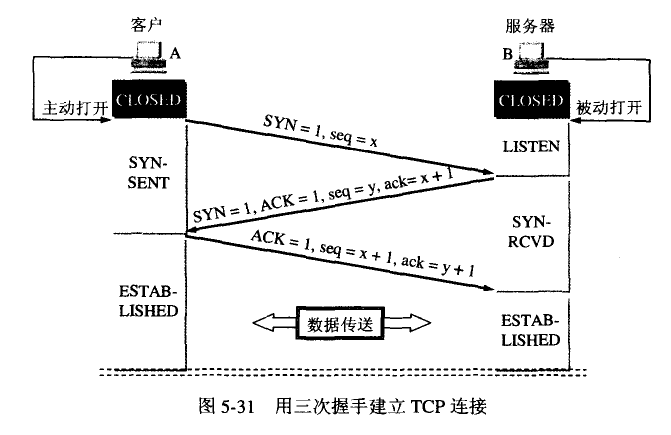 客户
服务器
A
B
CLOSED
CLOSED
主动打开
被动打开
SYN = 1, seq = x
LISTEN
SYN-
SENT
SYN = 1, ACK = 1, seq = y, ack= x + 1
SYN-
RCVD
ACK = 1, seq = x + 1, ack = y + 1
ESTAB-
LISHED
数据传送
ESTAB-
LISHED
图 5-31 用三次握手建立 TCP 连接